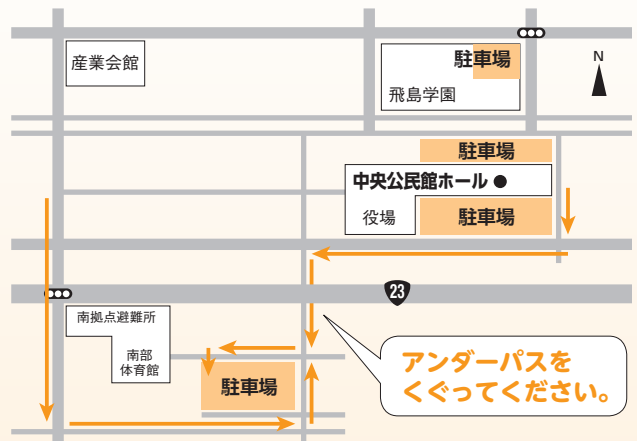 産業会館
駐車場
飛島学園
N
駐車場
中央公民館ホール ●
役場
駐車場
23
南拠点避難所
南部
体育館
駐車場
アンダーパスを
くぐってください。